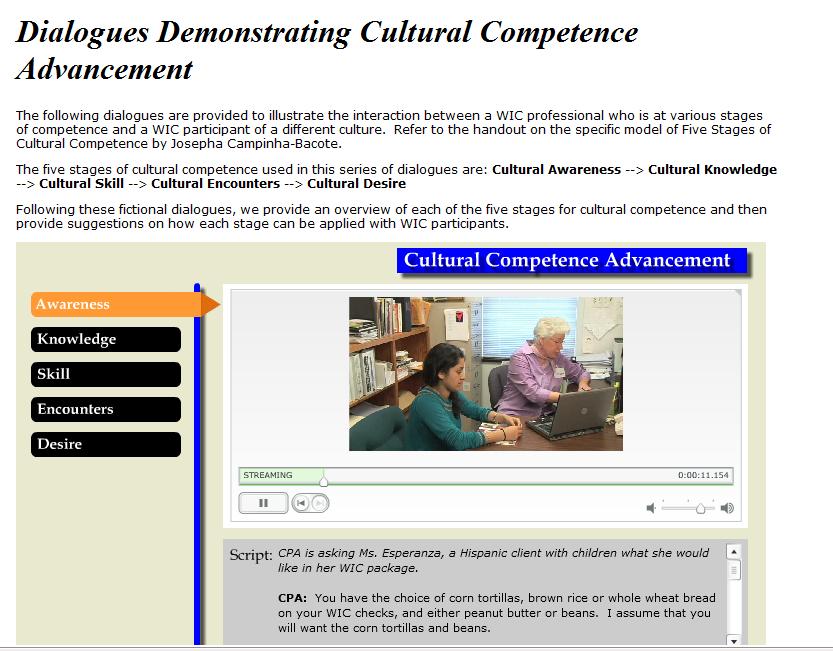 Dialogues Demonstrating Cultural Competence
Advancement
The following dialogues are provided to illustrate the interaction between a WIC professional who is at various stages
of competence and a WIC participant of a different culture.  Refer to the handout on the specific model of Five Stages of
Cultural Competence by Josepha Campinha-Bacote.
The five stages of cultural competence used in this series of dialogues are: Cultural Awareness --> Cultural Knowledge
--> Cultural Skill --> Cultural Encounters --> Cultural Desire
Following these fictional dialogues, we provide an overview of each of the five stages for cultural competence and then
provide suggestions on how each stage can be applied with WIC participants.
Cultural Competence Advancement
Awareness
Knowledge
Skill
Encounters
Desire
STREAMING
0:00:11.154
Script: CPA is asking Ms. Esperanza, a Hispanic client with children what she would
like in her WIC package.
CPA:  You have the choice of corn tortillas, brown rice or whole wheat bread
on your WIC checks, and either peanut butter or beans.  I assume that you
will want the corn tortillas and beans.